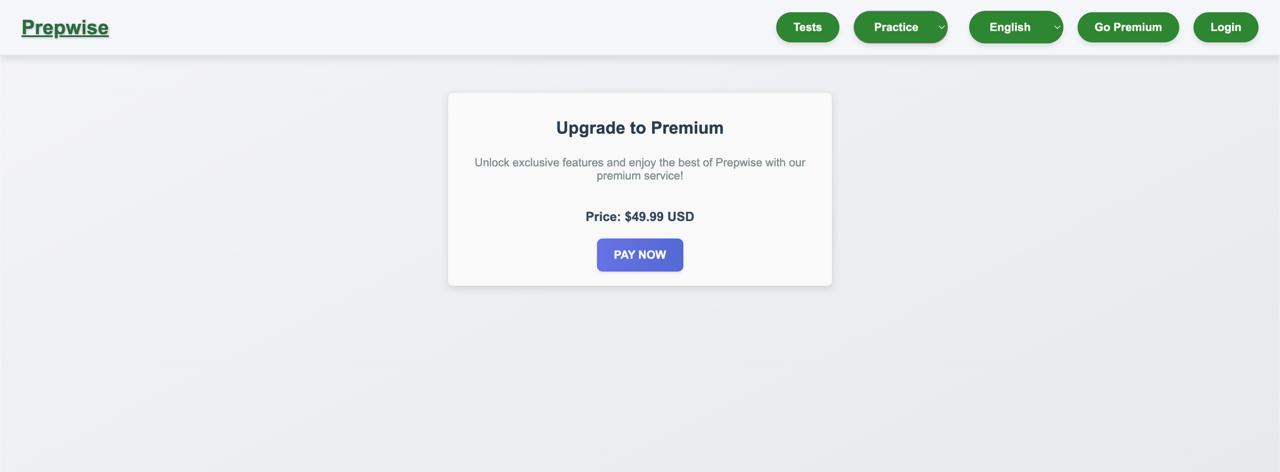 Prepwise
Tests
Practice
English
Go Premium
Login
Upgrade to Premium
Unlock exclusive features and enjoy the best of Prepwise with our
premium service!
Price: $49.99 USD
PAY NOW